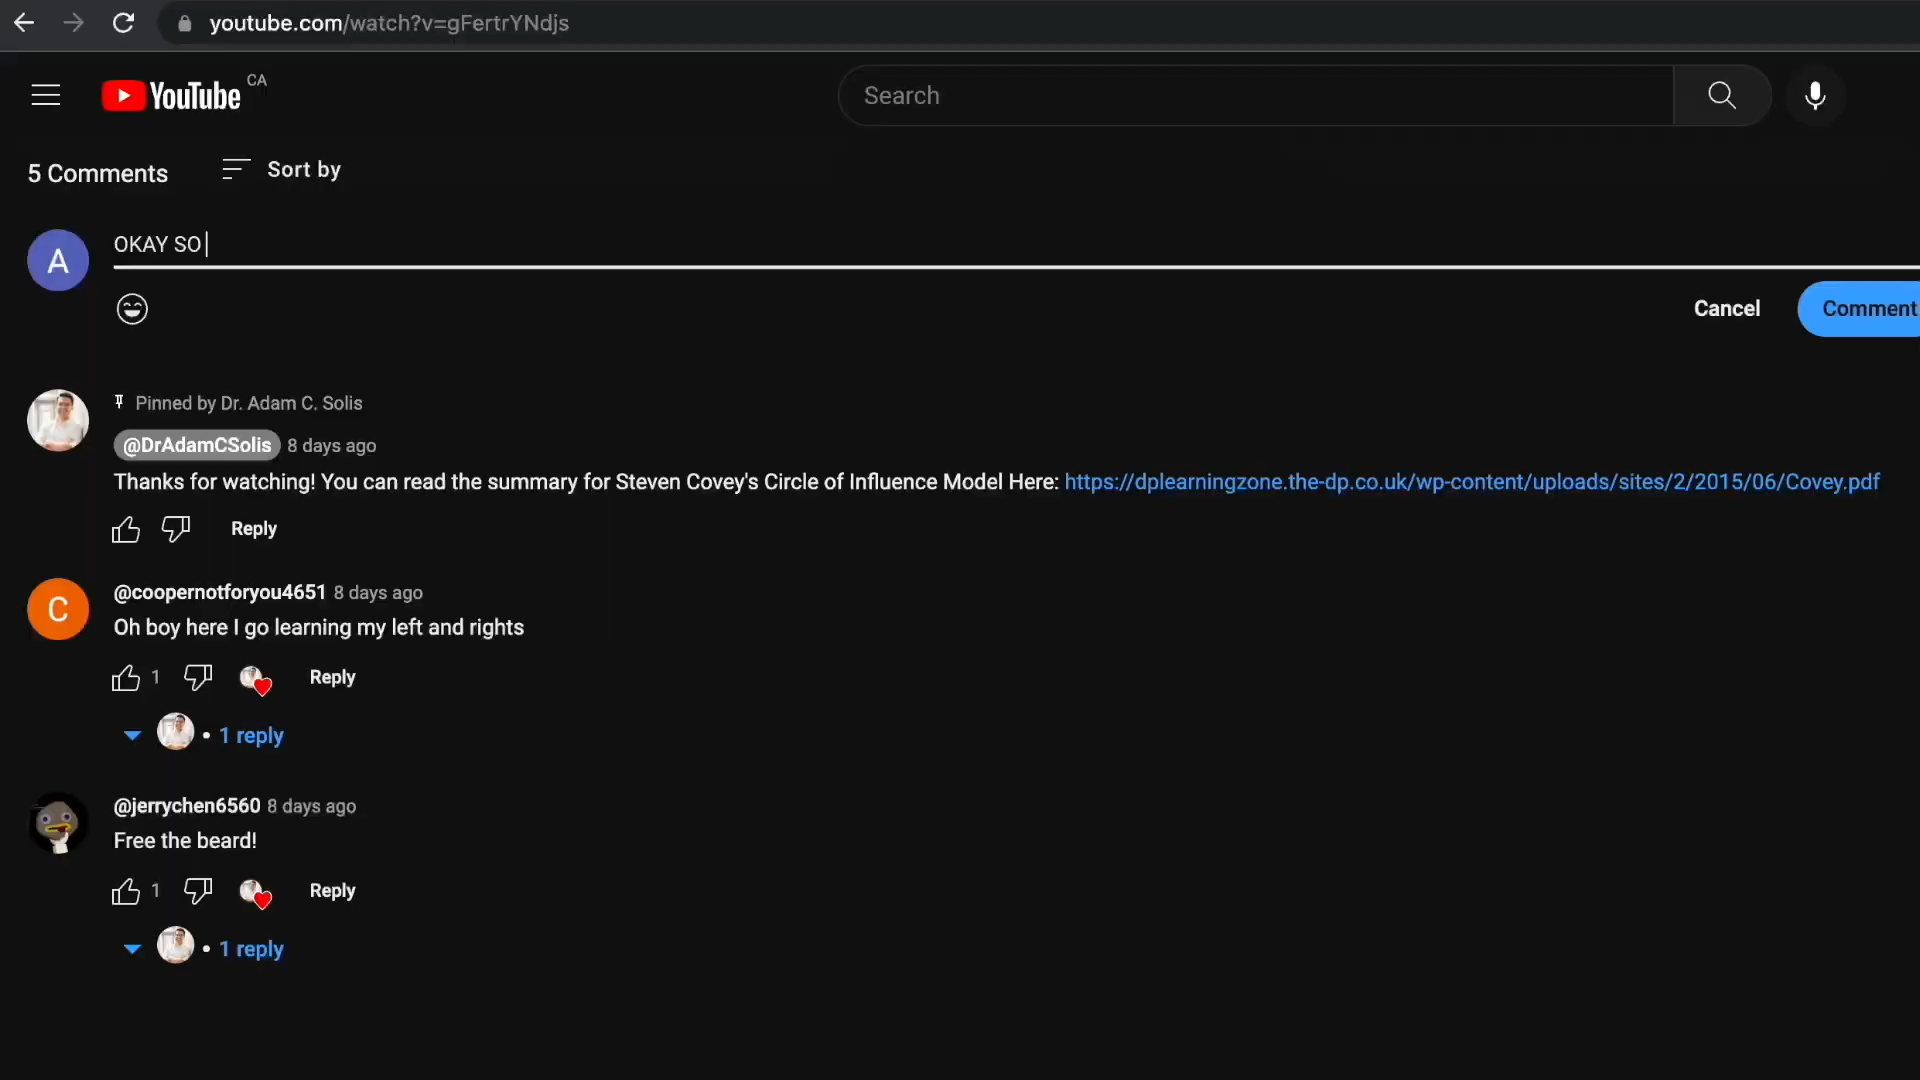 youtube.com/watch?v=gFertrYNdjs
YouTube CA
Search
5 Comments Sort by
A OKAY SO
Cancel Comment
Pinned by Dr. Adam C. Solis
@DrAdamCSolis 8 days ago
Thanks for watching! You can read the summary for Steven Covey's Circle of Influence Model Here: https://dplearningzone.the-dp.co.uk/wp-content/uploads/sites/2/2015/06/Covey.pdf
Reply
C @coopernotforyou4651 8 days ago
Oh boy here I go learning my left and rights
1 Reply
• 1 reply
@jerrychen6560 8 days ago
Free the beard!
1 Reply
• 1 reply